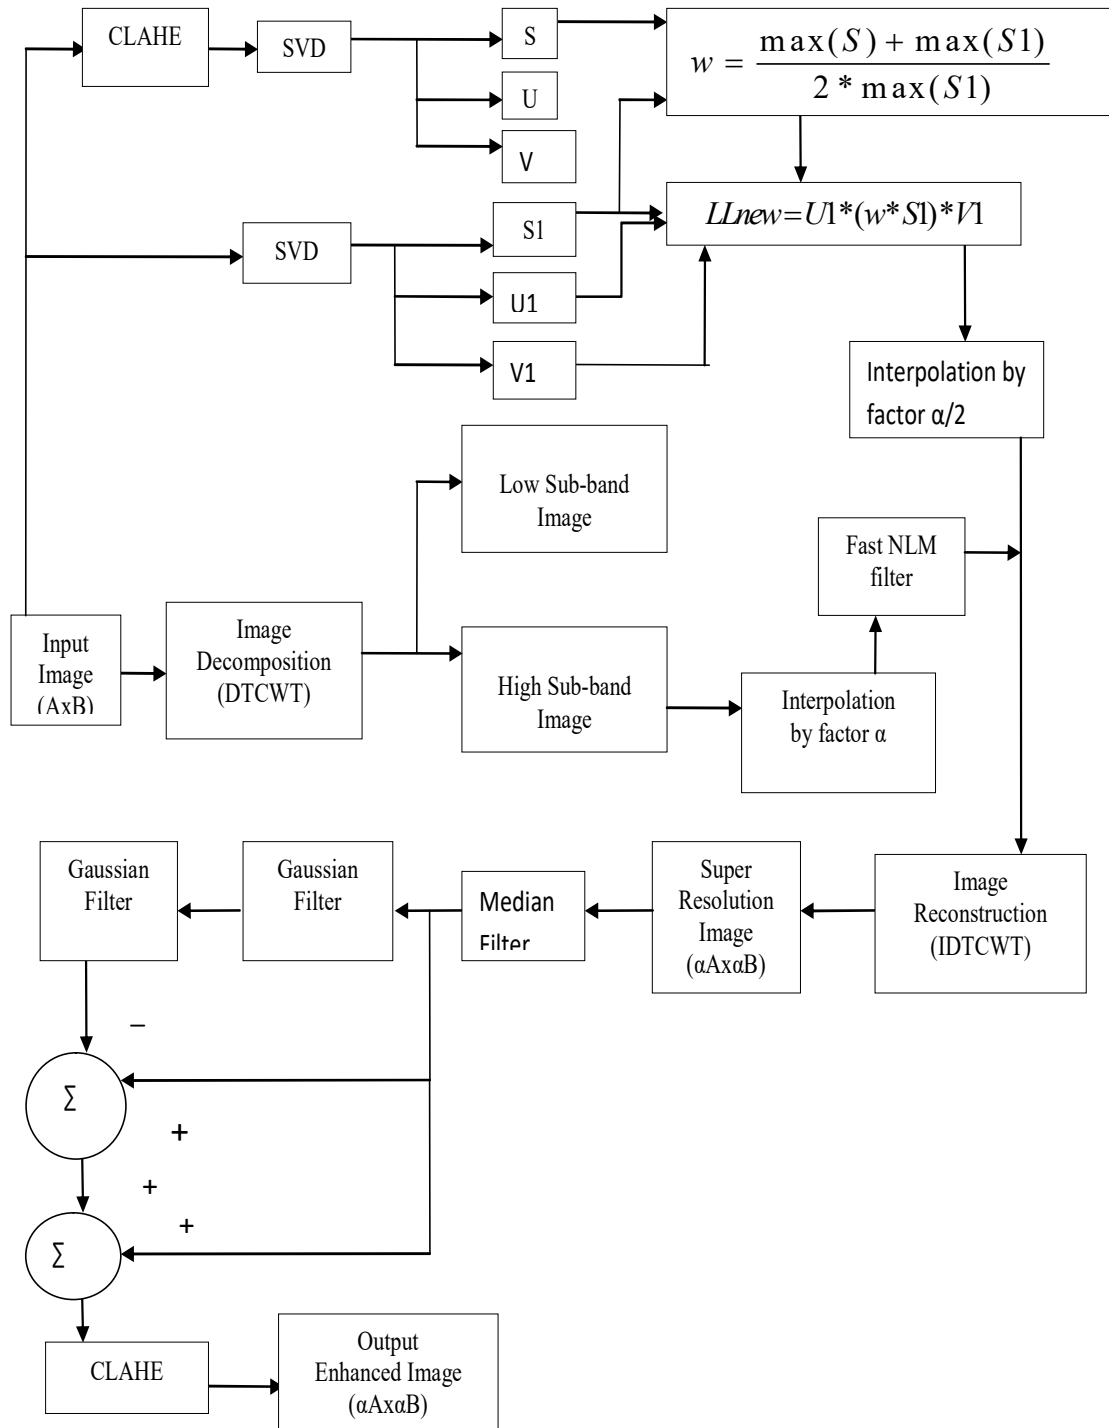 CLAHE
SVD
S
U
V
w = max(S) + max(S1) / 2 * max(S1)
SVD
S1
U1
V1
LLnew=U1*(w*S1)*V1
Interpolation by
factor α/2
Low Sub-band
Image
Fast NLM
filter
Input
Image
(AxB)
Image
Decomposition
(DTCWT)
High Sub-band
Image
Interpolation
by factor α
Gaussian
Filter
Gaussian
Filter
Median
Filter
Super
Resolution
Image
(αAxαB)
Image
Reconstruction
(IDTCWT)
−
Σ
+
+
+
Σ
CLAHE
Output
Enhanced Image
(αAxαB)